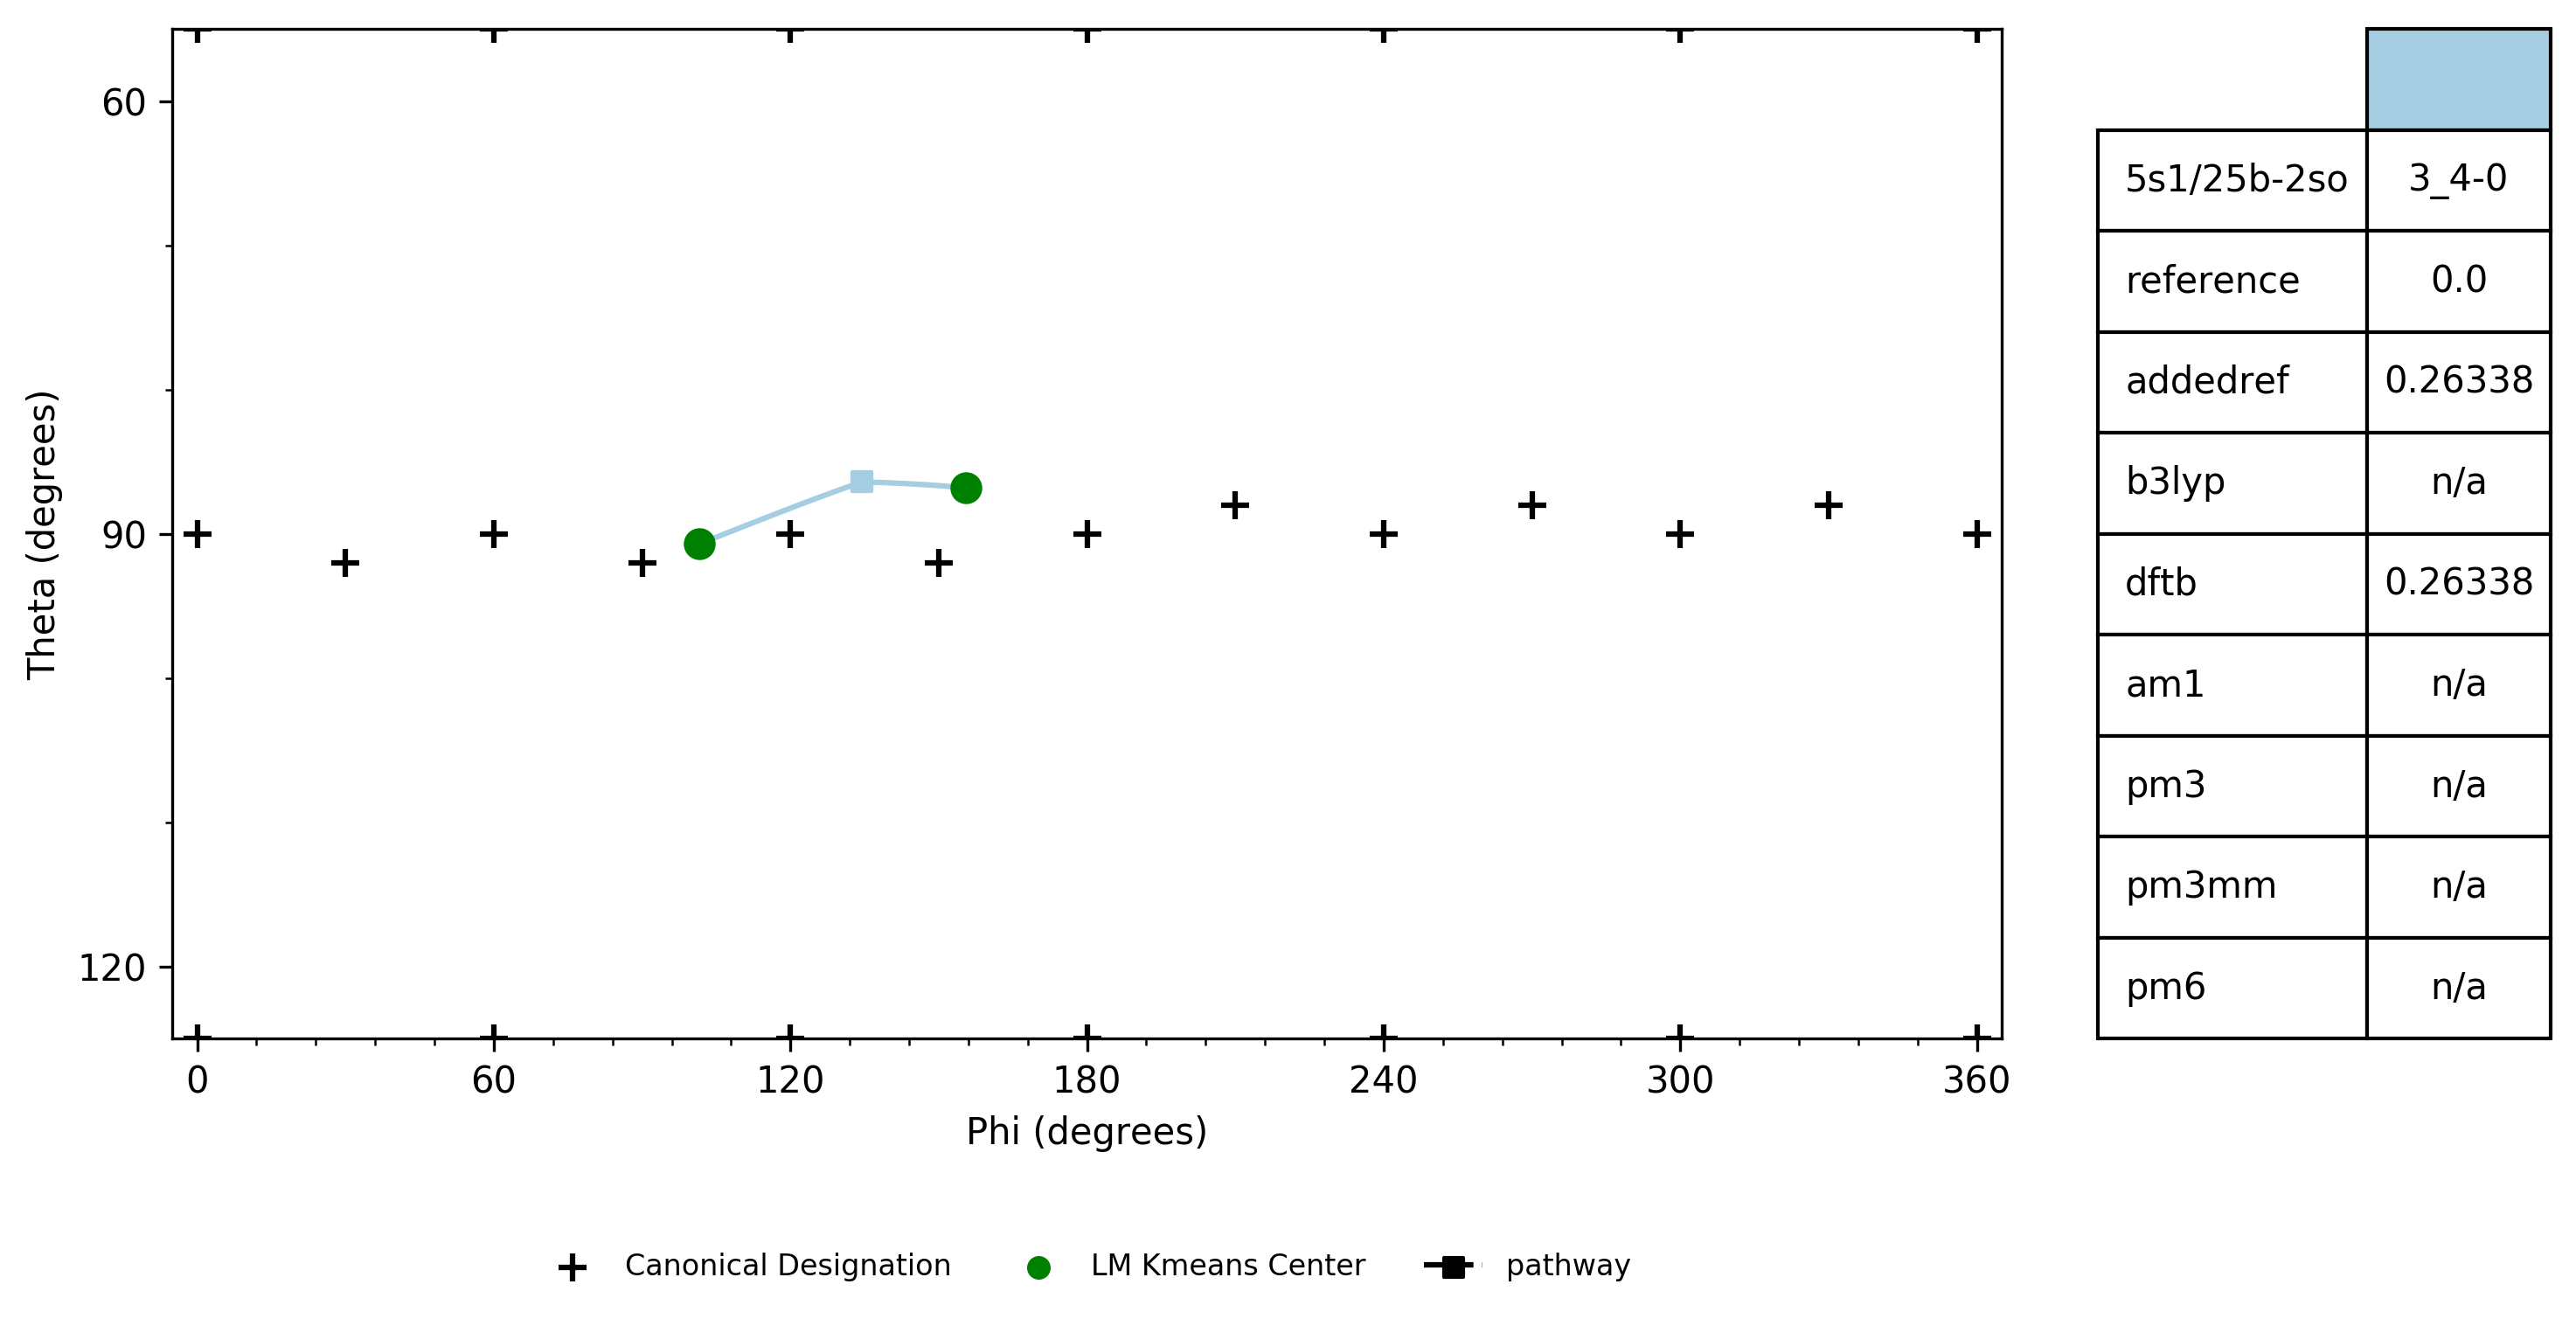 60
90
120
Theta (degrees)
0 60 120 180 240 300 360
Phi (degrees)
Canonical Designation LM Kmeans Center pathway
5s1/25b-2so 3_4-0
reference 0.0
addedref 0.26338
b3lyp n/a
dftb 0.26338
am1 n/a
pm3 n/a
pm3mm n/a
pm6 n/a